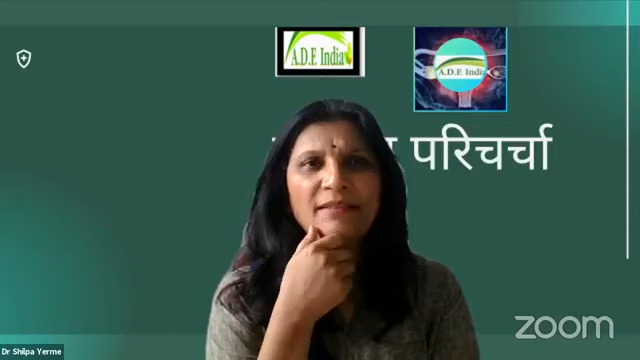 A.D.E India
A.D.E India
परिचर्चा
zoom
Dr Shilpa Yerme